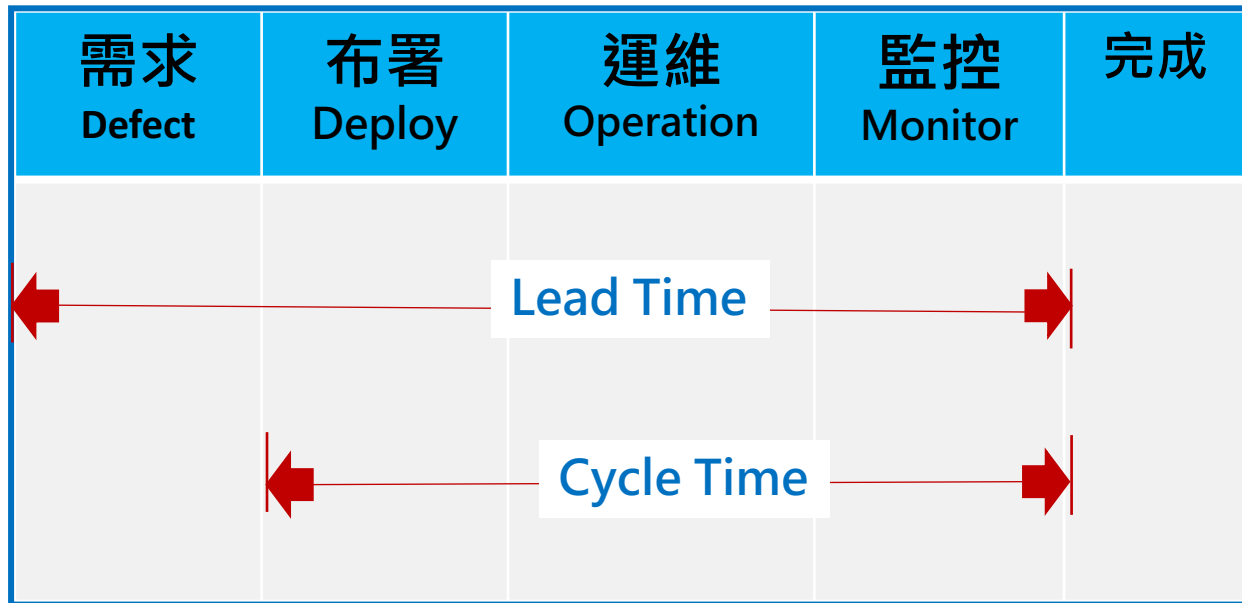 需求
Defect
布署
Deploy
運維
Operation
監控
Monitor
完成
Lead Time
Cycle Time